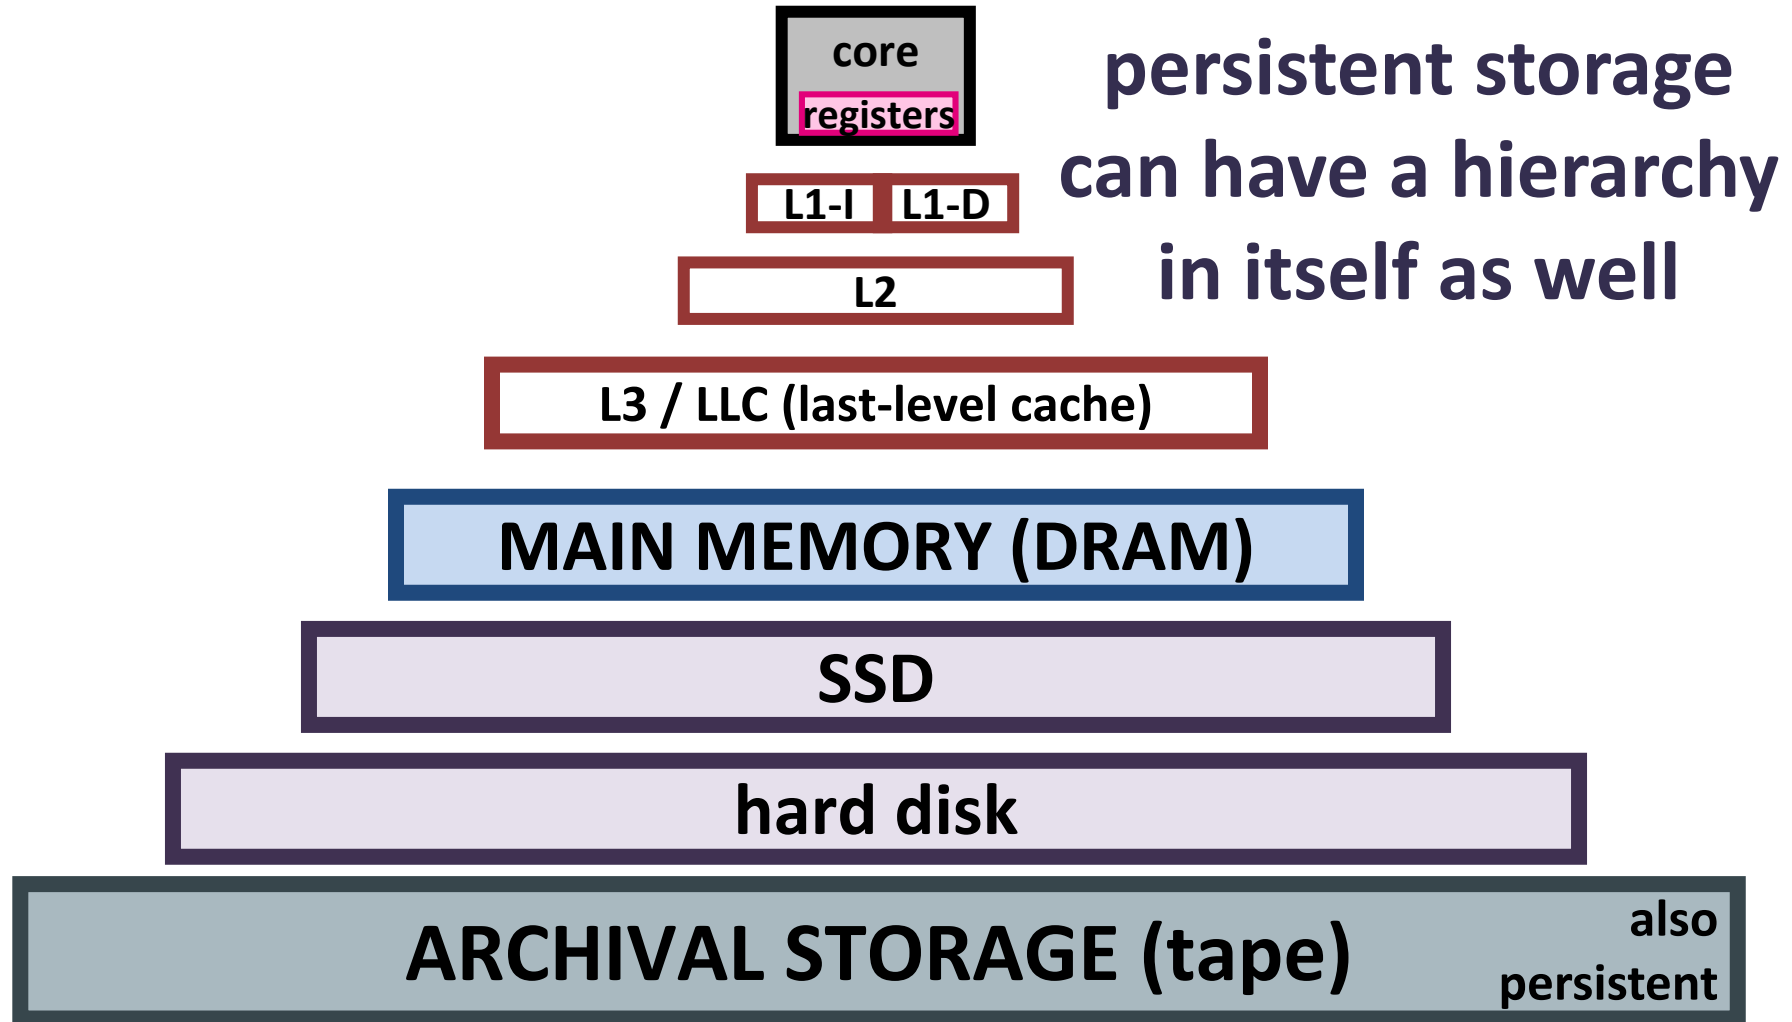 core
registers
persistent storage
can have a hierarchy
in itself as well
L1-I
L1-D
L2
L3 / LLC (last-level cache)
MAIN MEMORY (DRAM)
SSD
hard disk
ARCHIVAL STORAGE (tape)
also
persistent